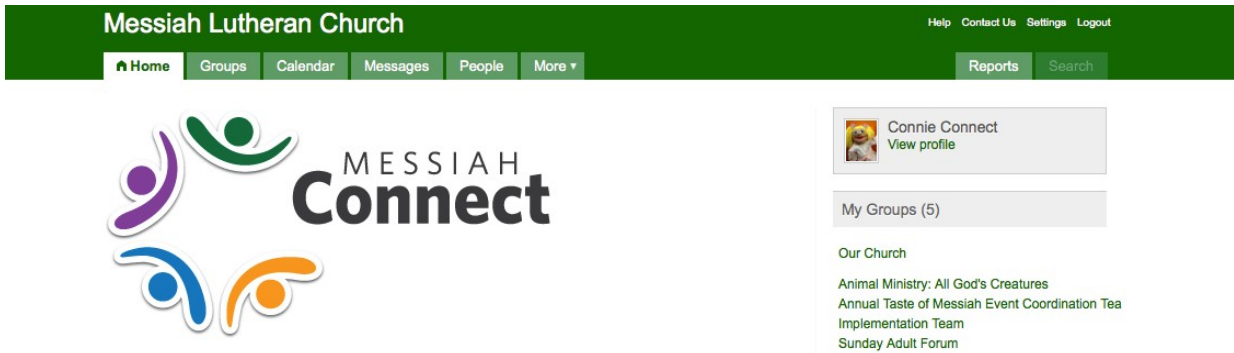 Messiah Lutheran Church
Help Contact Us Settings Logout
Home Groups Calendar Messages People More ▾ Reports Search
MESSIAH
Connect
Connie Connect
View profile
My Groups (5)
Our Church
Animal Ministry: All God's Creatures
Annual Taste of Messiah Event Coordination Tea
Implementation Team
Sunday Adult Forum